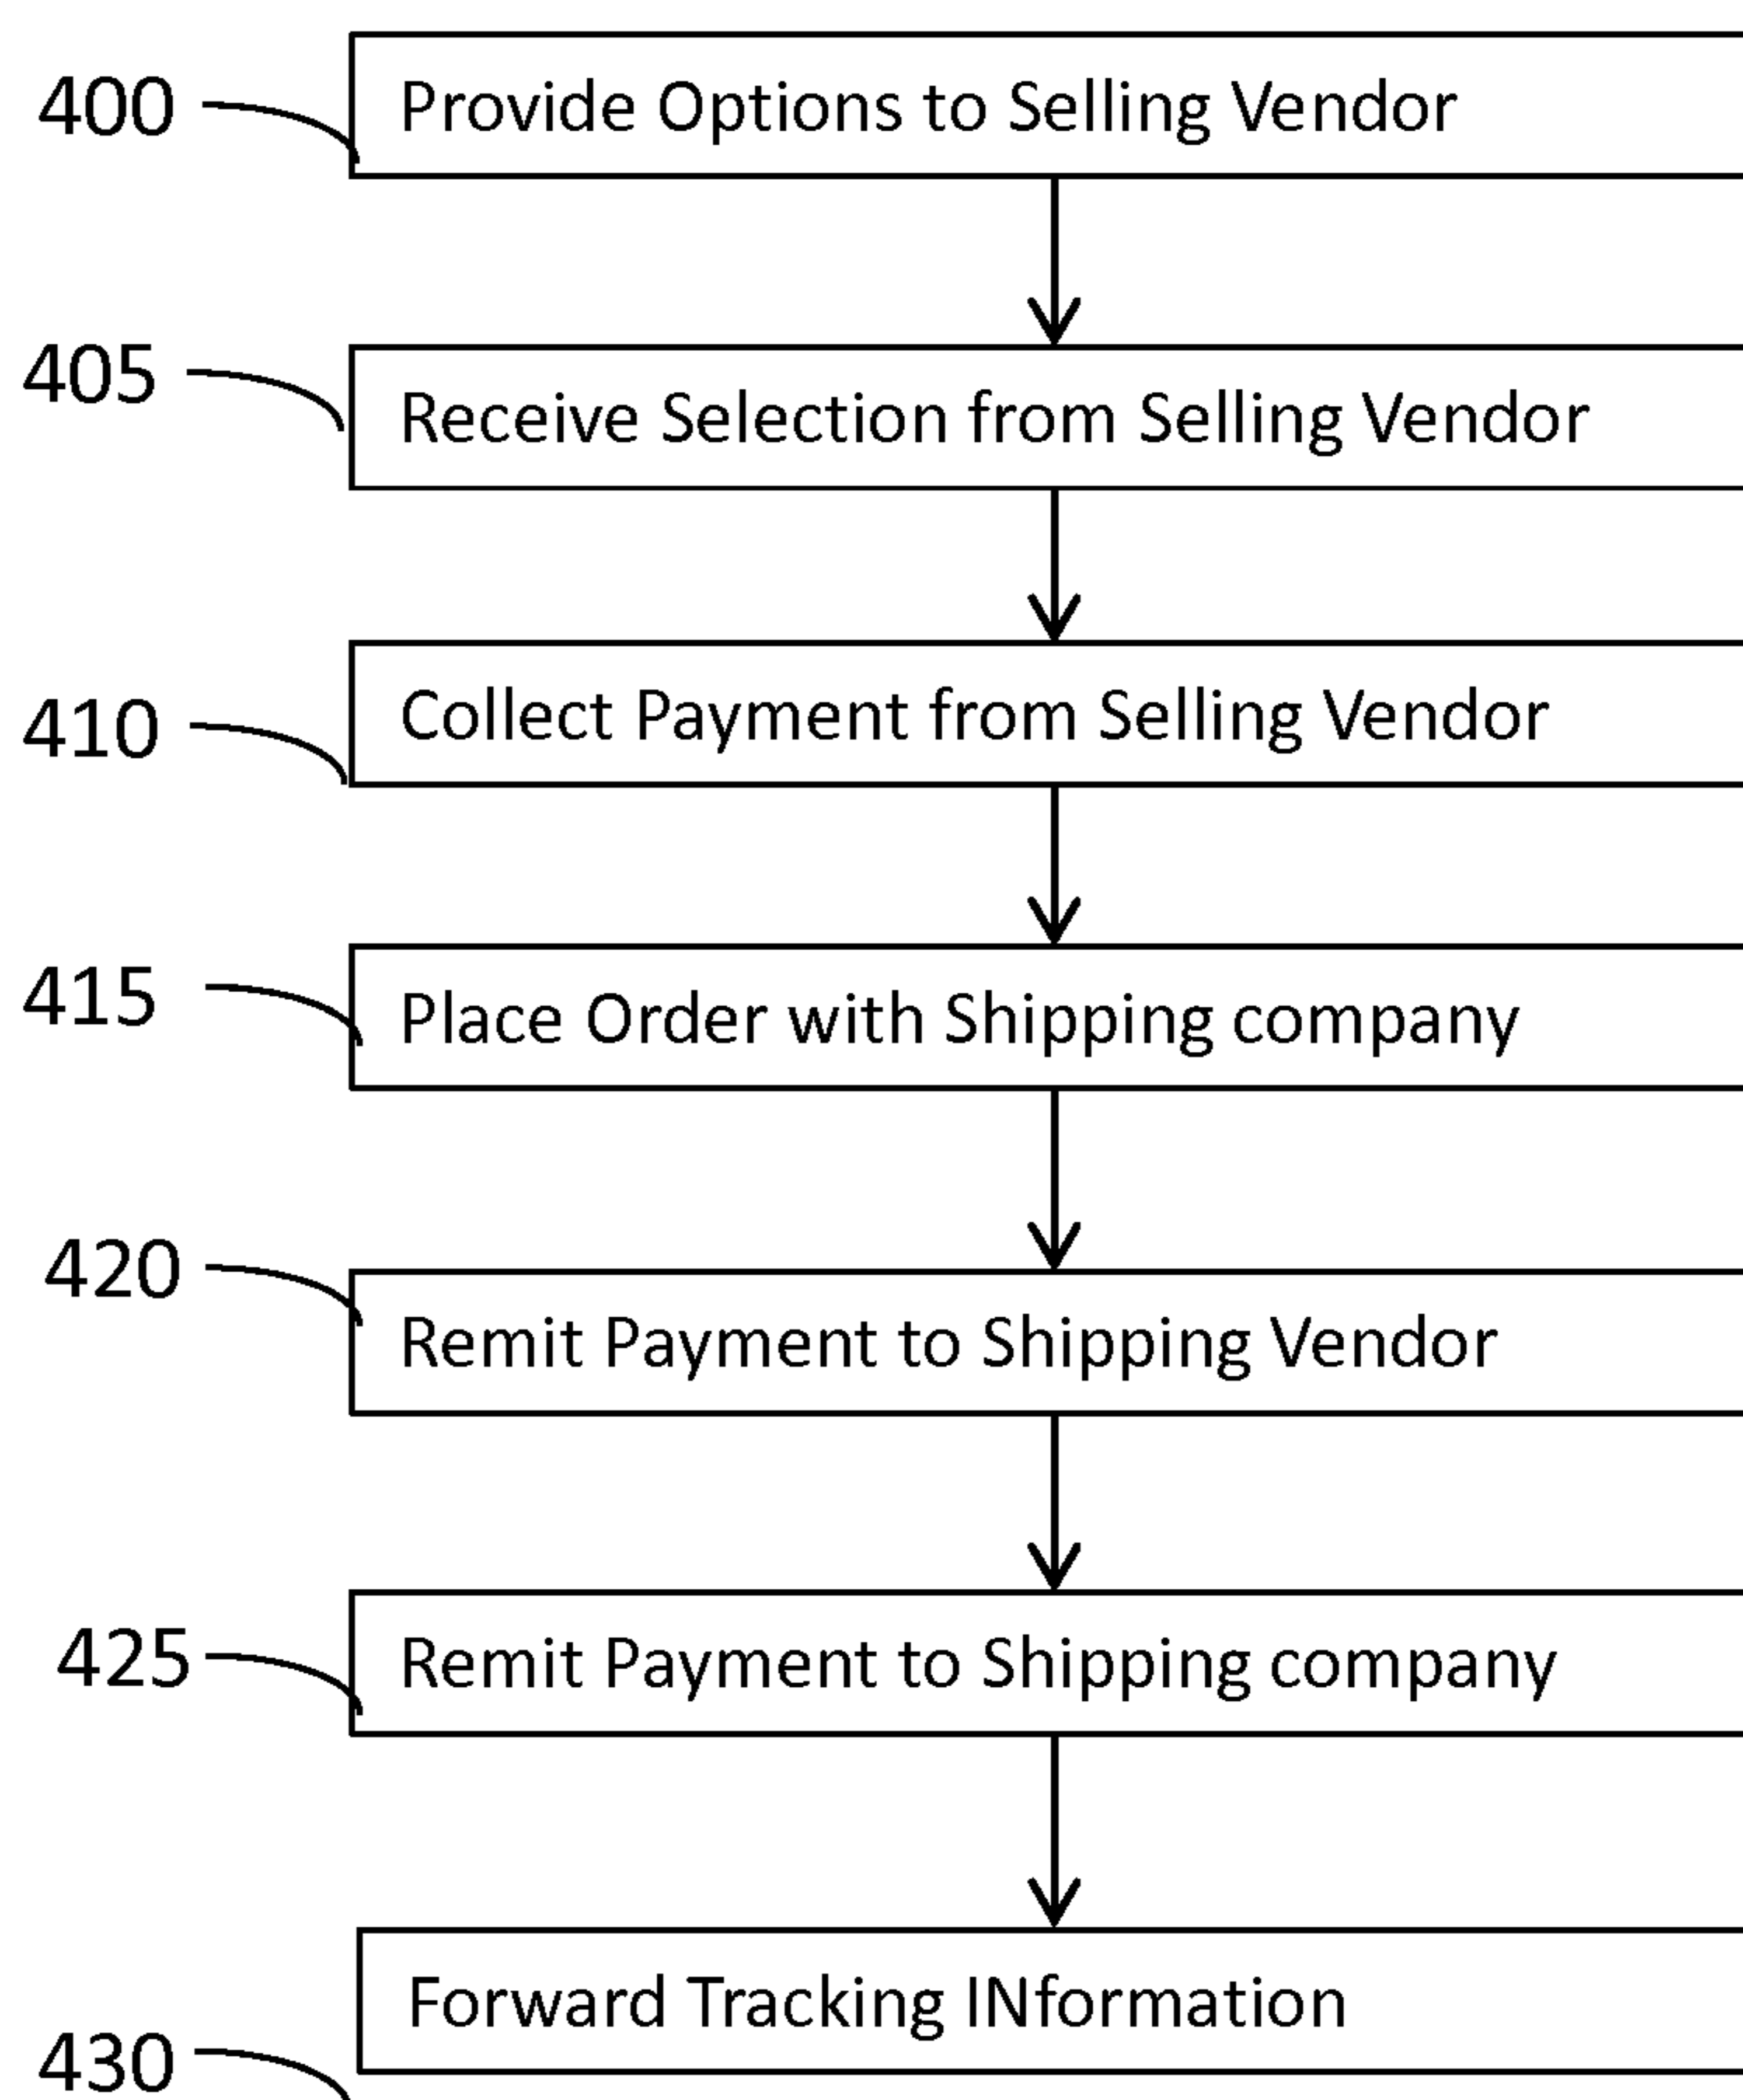 400 Provide Options to Selling Vendor
405 Receive Selection from Selling Vendor
410 Collect Payment from Selling Vendor
415 Place Order with Shipping company
420 Remit Payment to Shipping Vendor
425 Remit Payment to Shipping company
Forward Tracking INformation
430